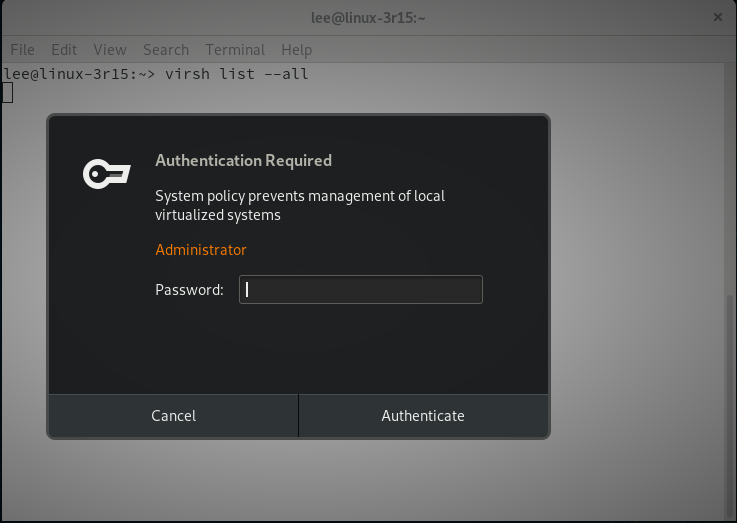 lee@linux-3r15:~
×
File Edit View Search Terminal Help
lee@linux-3r15:~> virsh list --all
Authentication Required
System policy prevents management of local
virtualized systems
Administrator
Password:
Cancel Authenticate